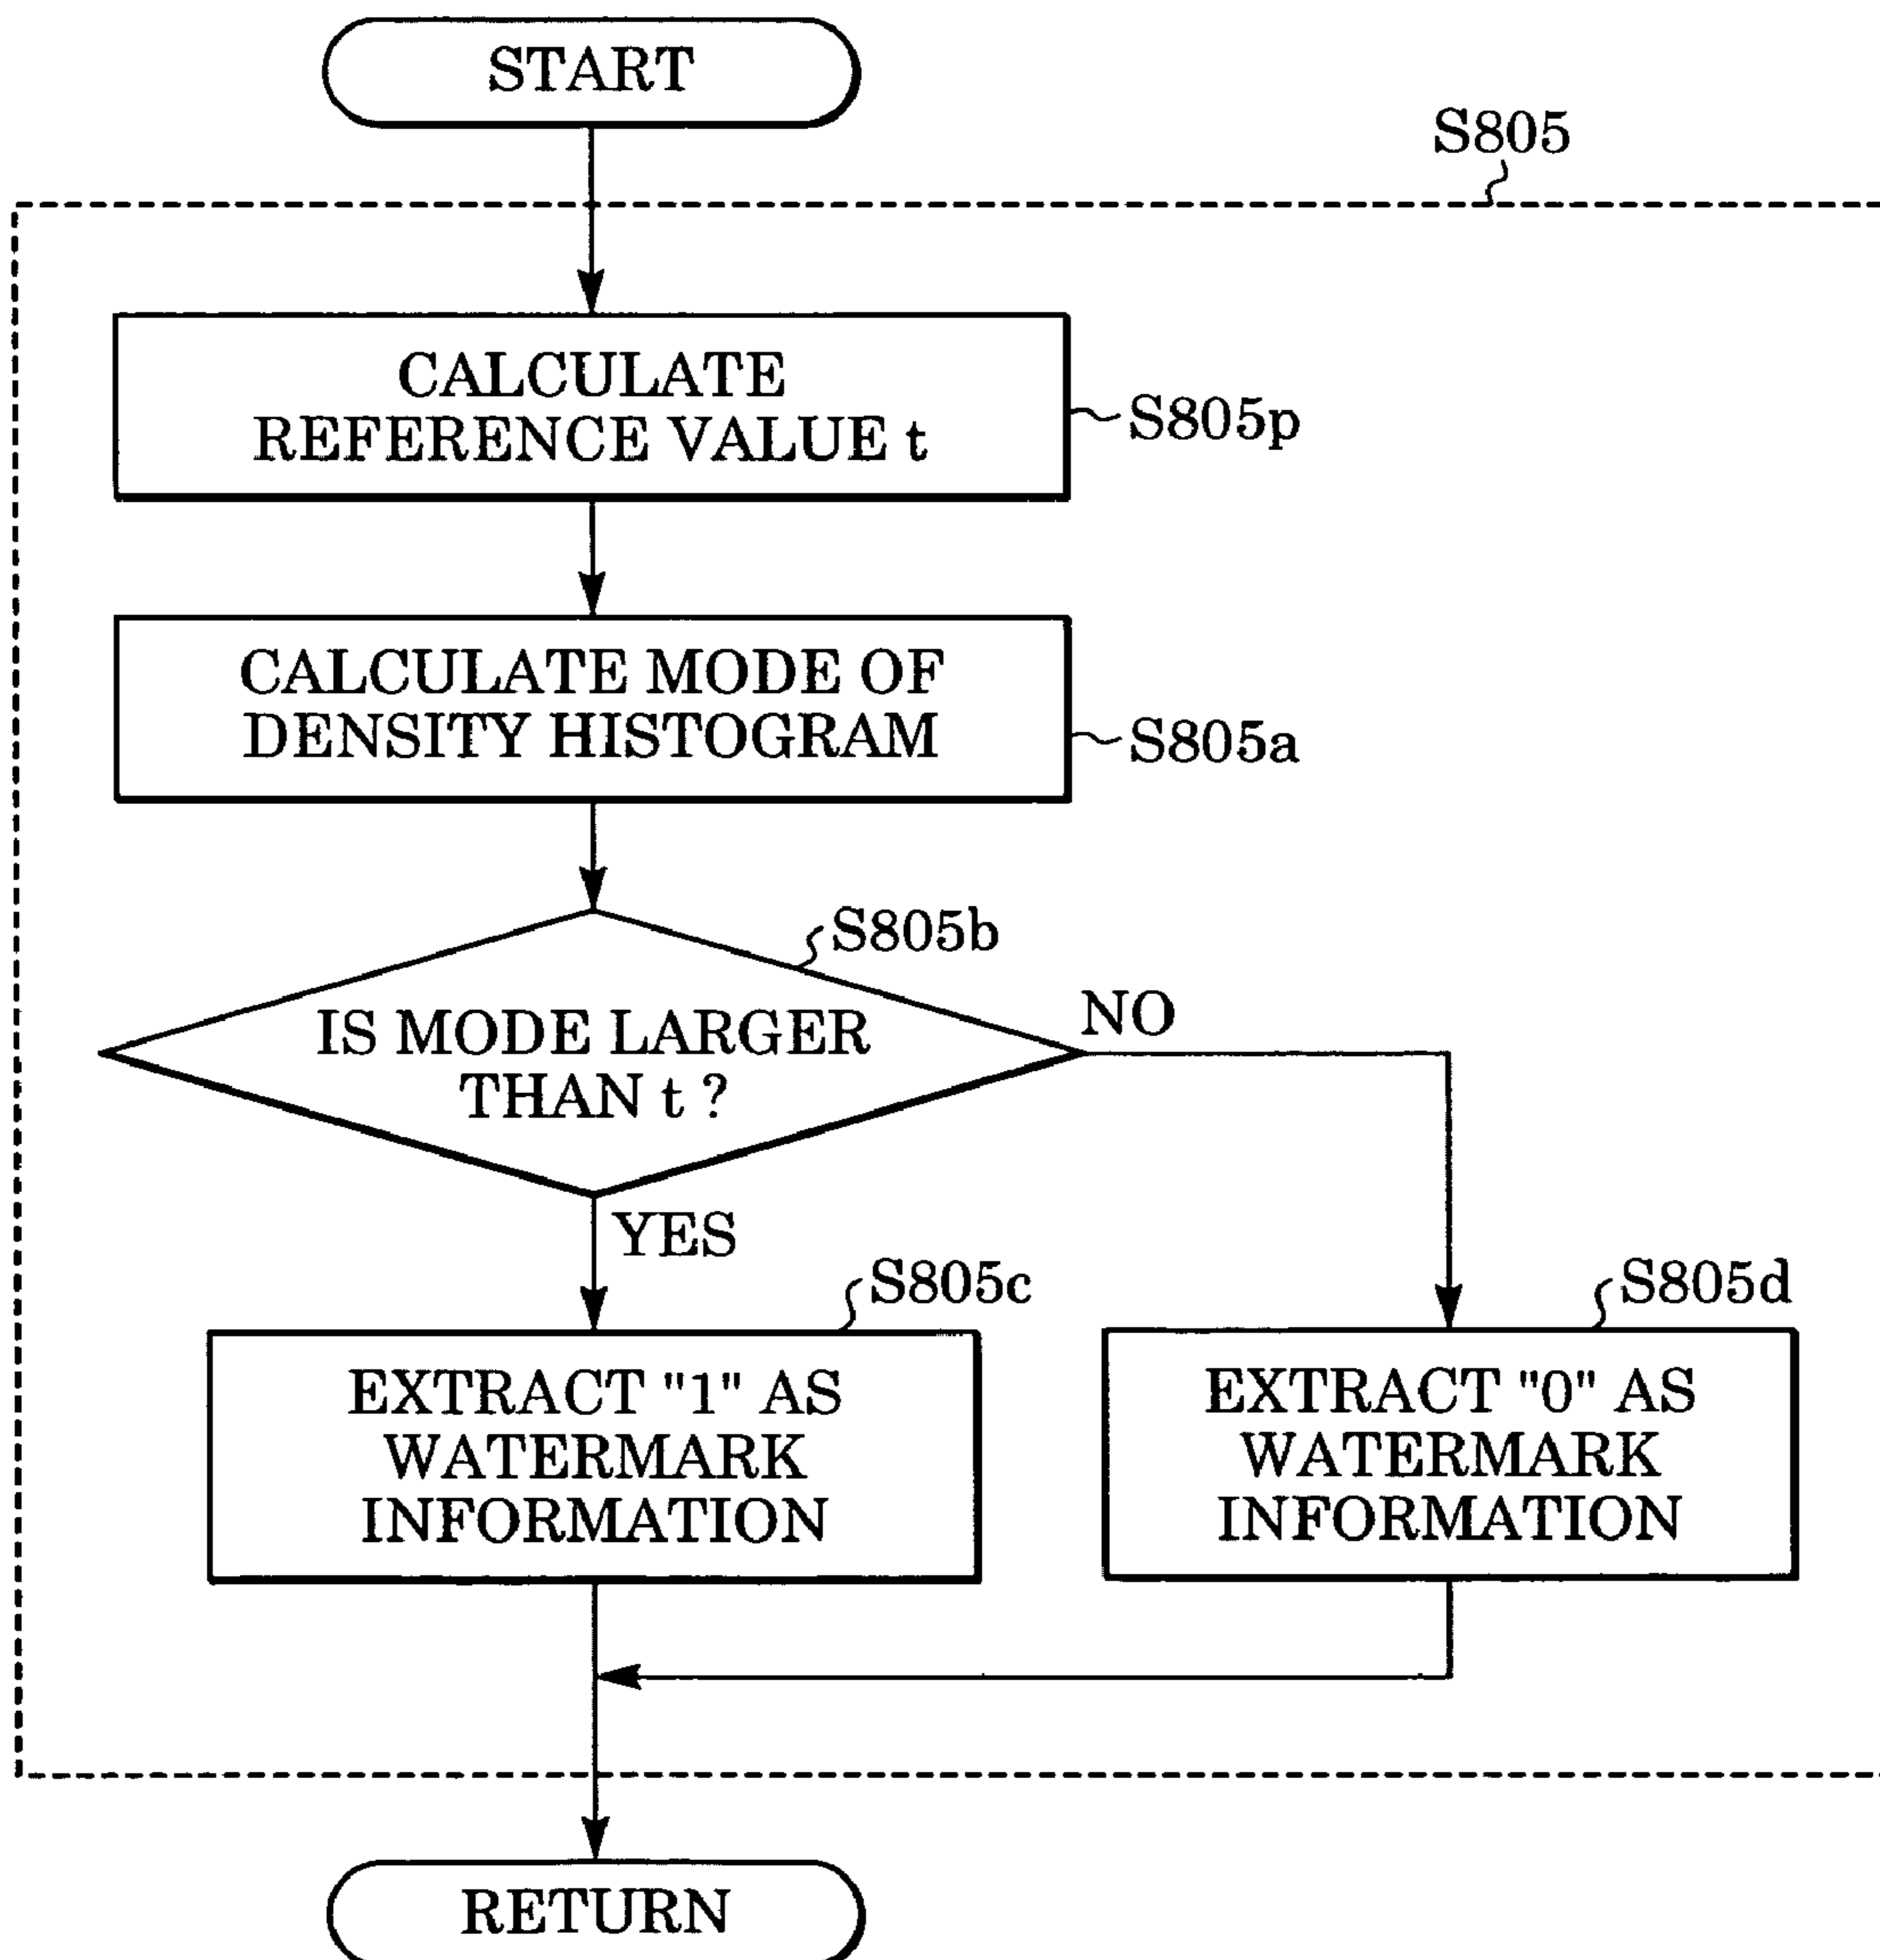 START
S805
CALCULATE
REFERENCE VALUE t
S805p
CALCULATE MODE OF
DENSITY HISTOGRAM
S805a
S805b
IS MODE LARGER
THAN t ?
NO
YES
S805c
S805d
EXTRACT "1" AS
WATERMARK
INFORMATION
EXTRACT "0" AS
WATERMARK
INFORMATION
RETURN